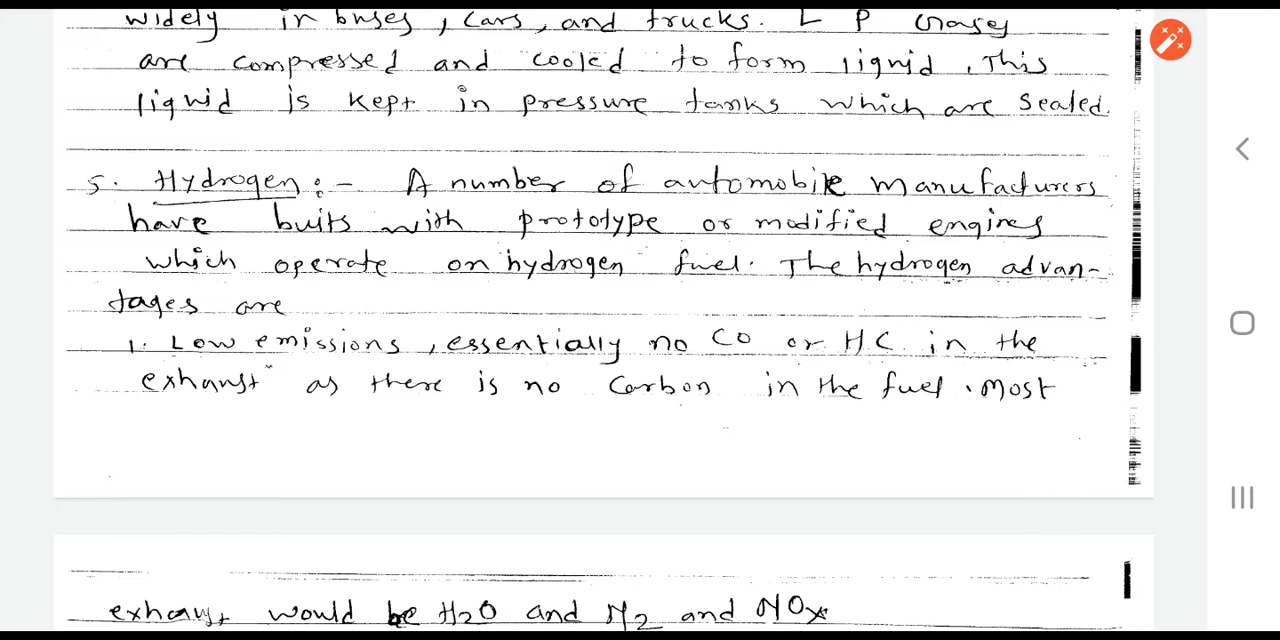 widely in buses, cars, and trucks. L P Gases
are compressed and cooled to form liquid, This
liquid is kept in pressure tanks which are sealed.
5. Hydrogen :- A number of automobile manufacturers
have buits with prototype or modified engines
which operate on hydrogen fuel. The hydrogen advan-
tages are
1. Low emissions, essentially no CO or HC in the
exhaust as there is no carbon in the fuel. Most
exhaust would be H2O and N2 and NOx